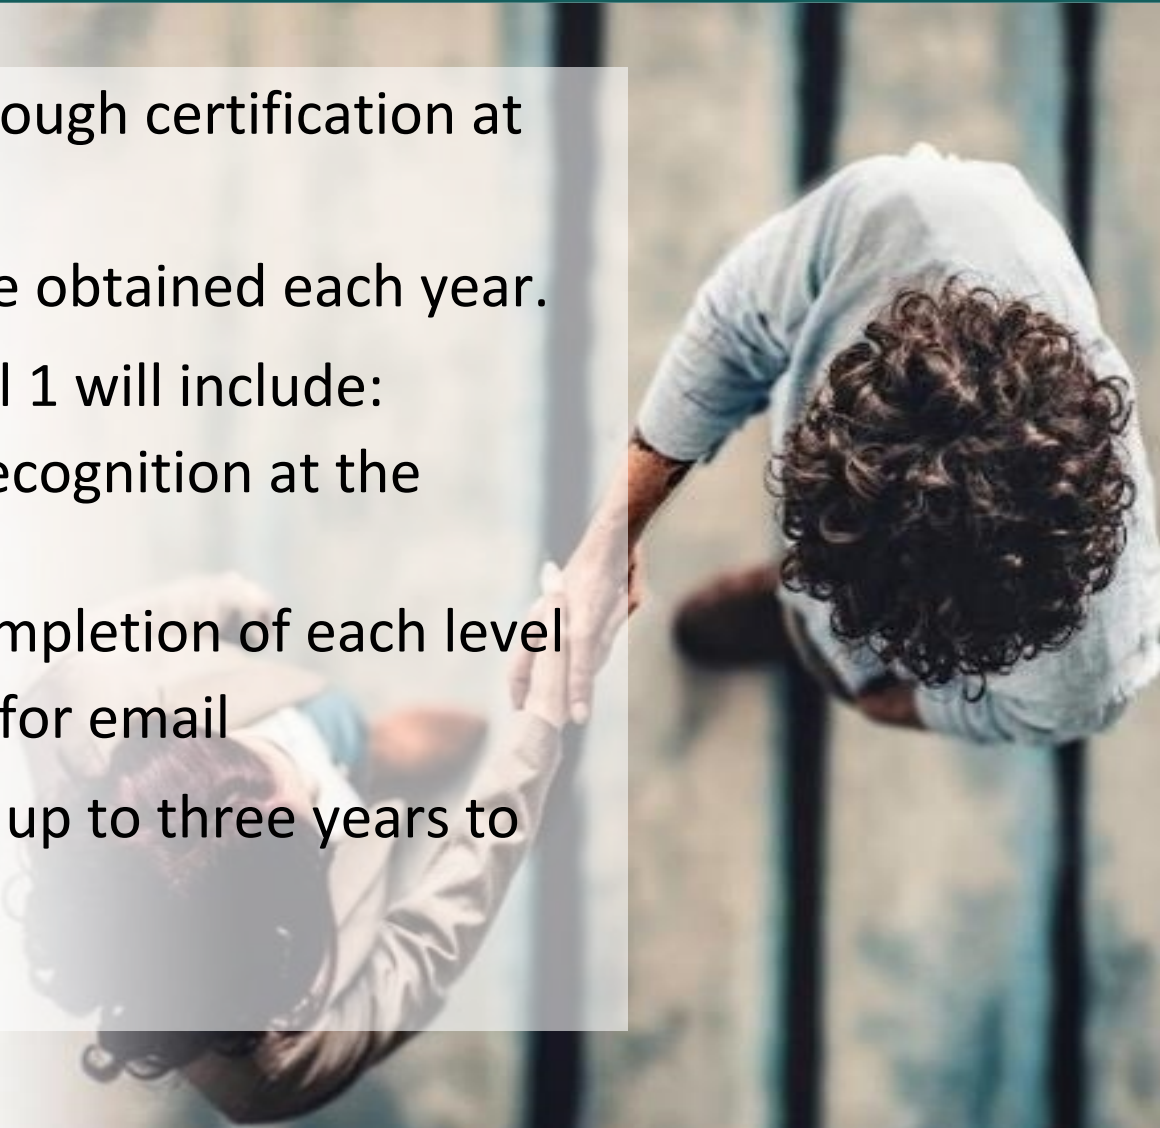 ough certification at
e obtained each year.
l 1 will include:
ecognition at the
mpletion of each level
for email
up to three years to